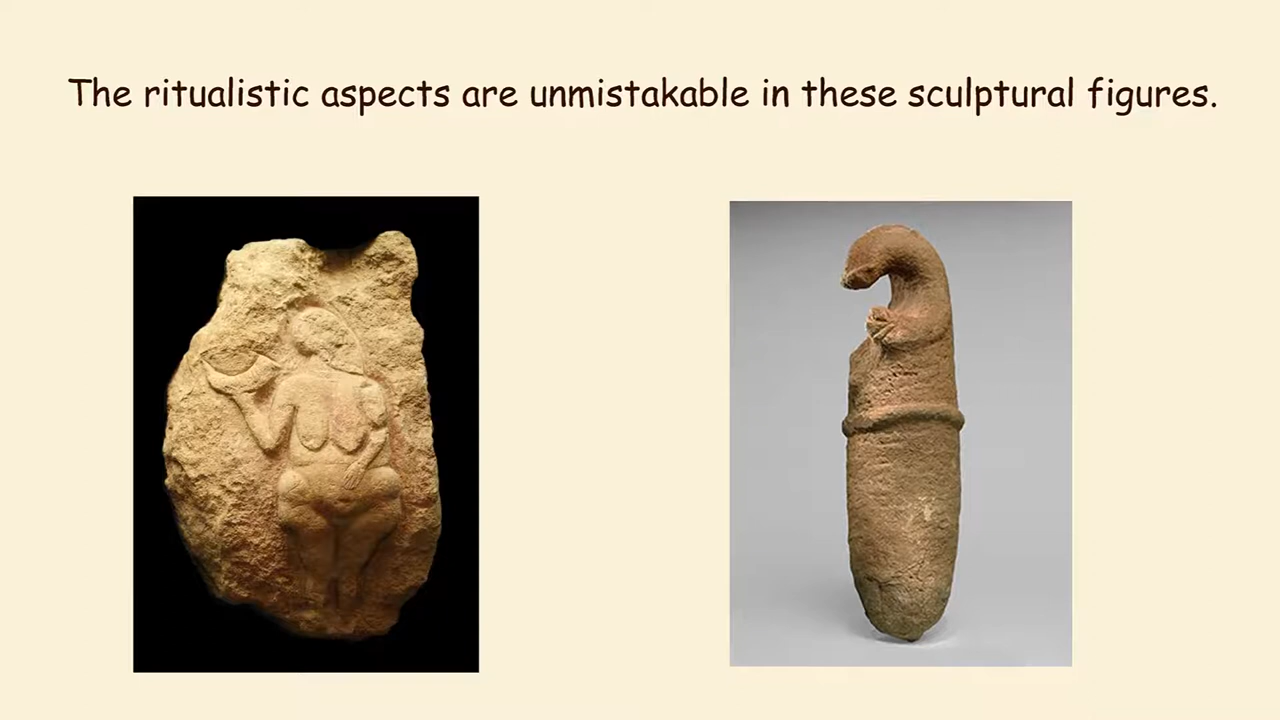 The ritualistic aspects are unmistakable in these sculptural figures.